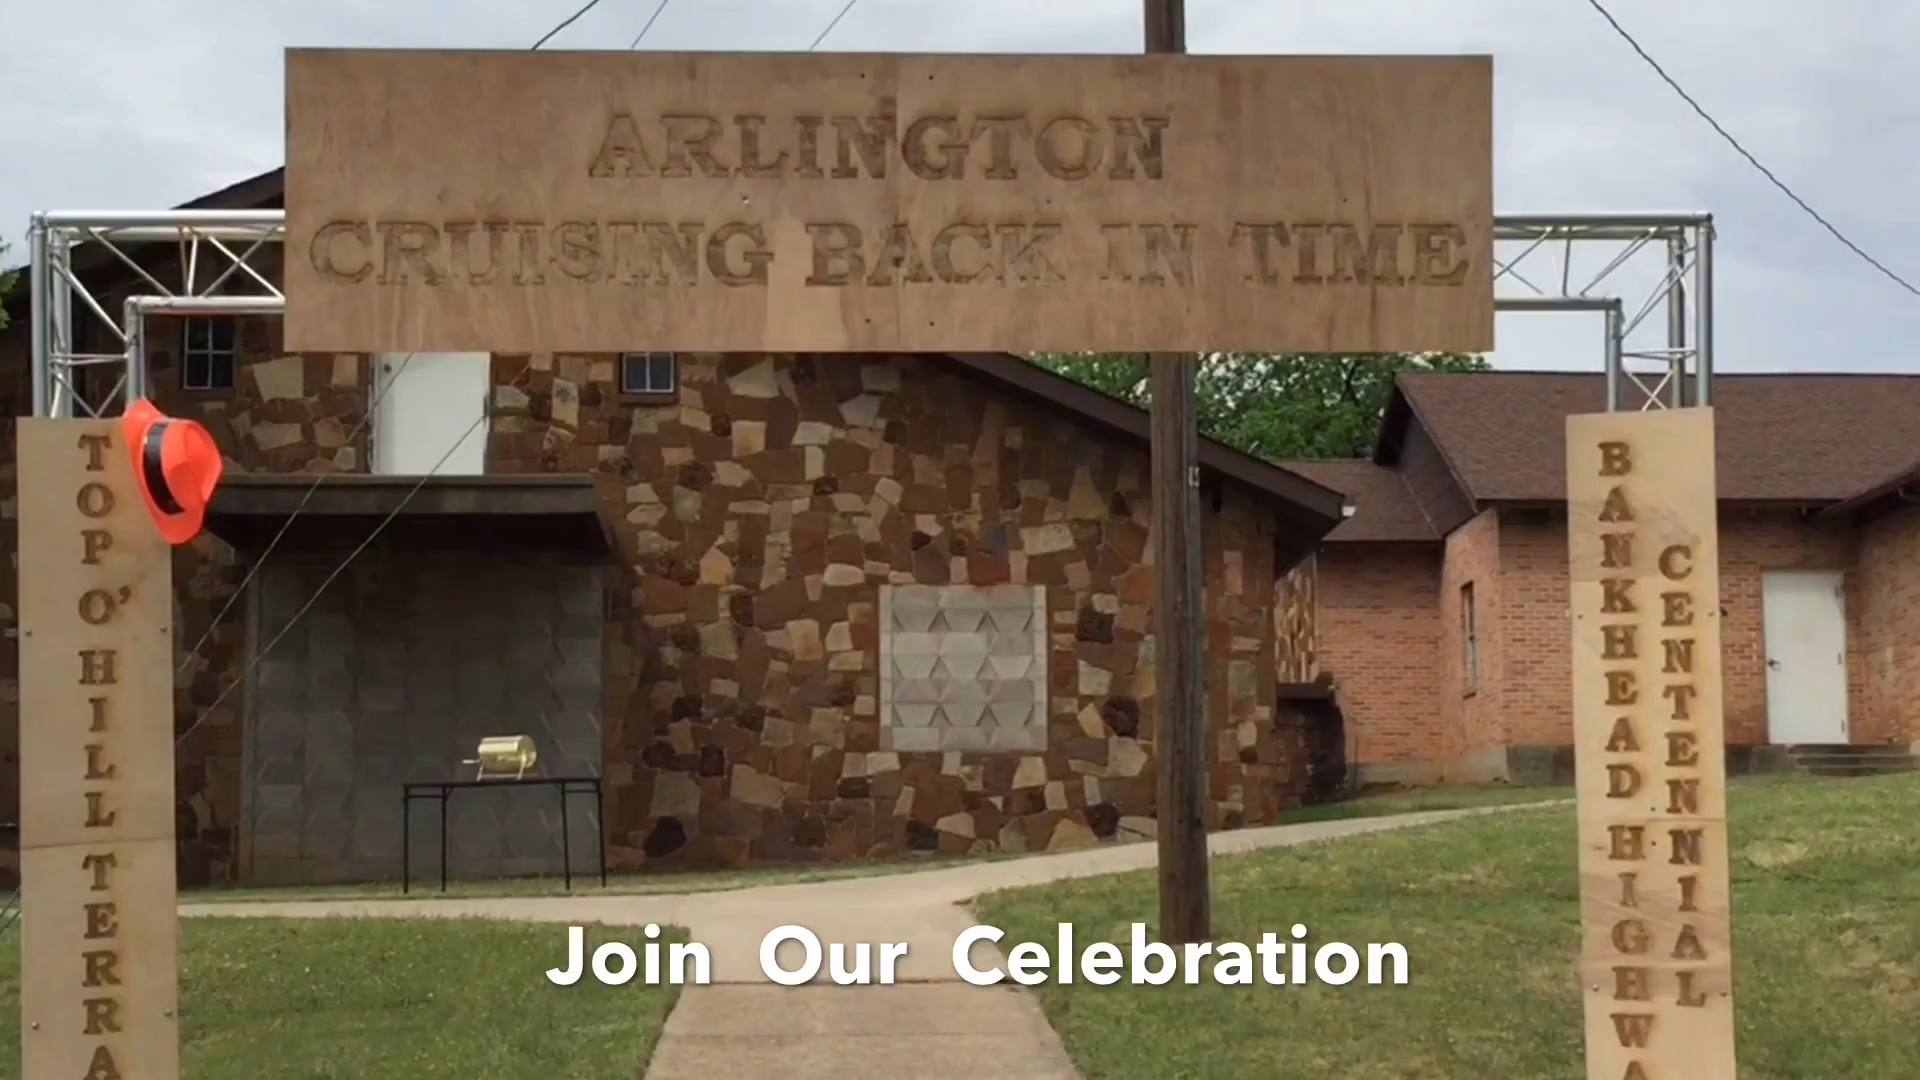 ARLINGTON
CRUISING BACK IN TIME
TOP O' HILL TERRA
BANKHEAD HIGHWA
CENTENNIAL
Join Our Celebration